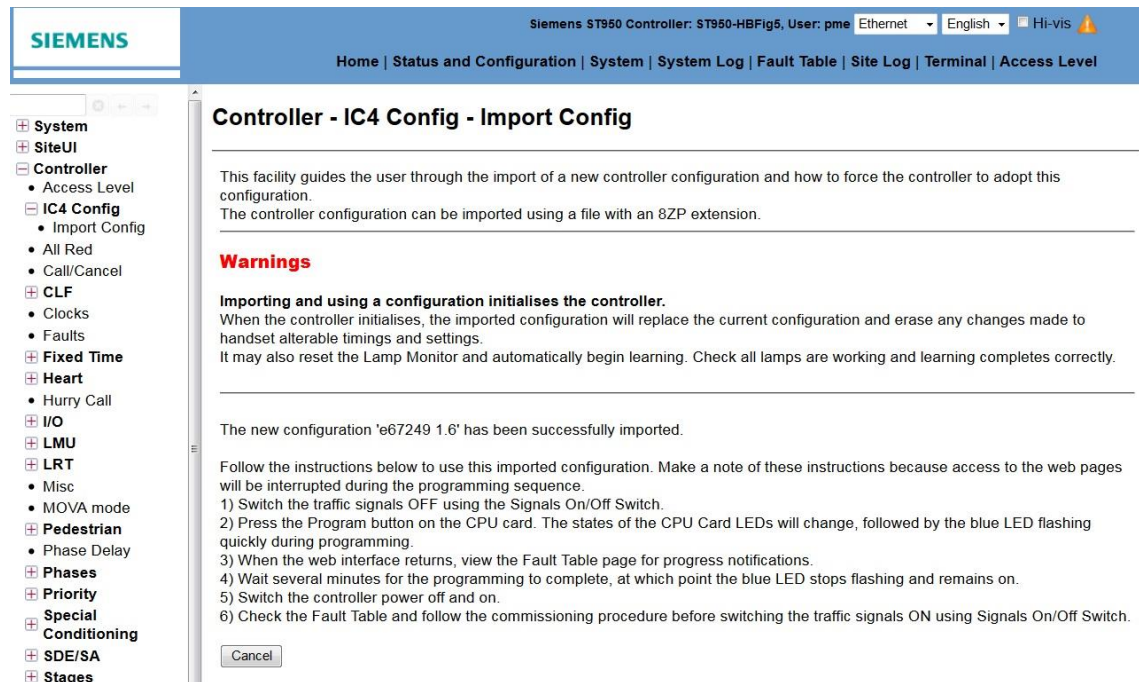 SIEMENS
Siemens ST950 Controller: ST950-HBFig5, User: pme Ethernet English Hi-vis
Home | Status and Configuration | System | System Log | Fault Table | Site Log | Terminal | Access Level
System
SiteUI
Controller
Access Level
IC4 Config
Import Config
All Red
Call/Cancel
CLF
Clocks
Faults
Fixed Time
Heart
Hurry Call
I/O
LMU
LRT
Misc
MOVA mode
Pedestrian
Phase Delay
Phases
Priority
Special
Conditioning
SDE/SA
Stages
Controller - IC4 Config - Import Config
This facility guides the user through the import of a new controller configuration and how to force the controller to adopt this
configuration.
The controller configuration can be imported using a file with an 8ZP extension.
Warnings
Importing and using a configuration initialises the controller.
When the controller initialises, the imported configuration will replace the current configuration and erase any changes made to
handset alterable timings and settings.
It may also reset the Lamp Monitor and automatically begin learning. Check all lamps are working and learning completes correctly.
The new configuration 'e67249 1.6' has been successfully imported.
Follow the instructions below to use this imported configuration. Make a note of these instructions because access to the web pages
will be interrupted during the programming sequence.
1) Switch the traffic signals OFF using the Signals On/Off Switch.
2) Press the Program button on the CPU card. The states of the CPU Card LEDs will change, followed by the blue LED flashing
quickly during programming.
3) When the web interface returns, view the Fault Table page for progress notifications.
4) Wait several minutes for the programming to complete, at which point the blue LED stops flashing and remains on.
5) Switch the controller power off and on.
6) Check the Fault Table and follow the commissioning procedure before switching the traffic signals ON using Signals On/Off Switch.
Cancel